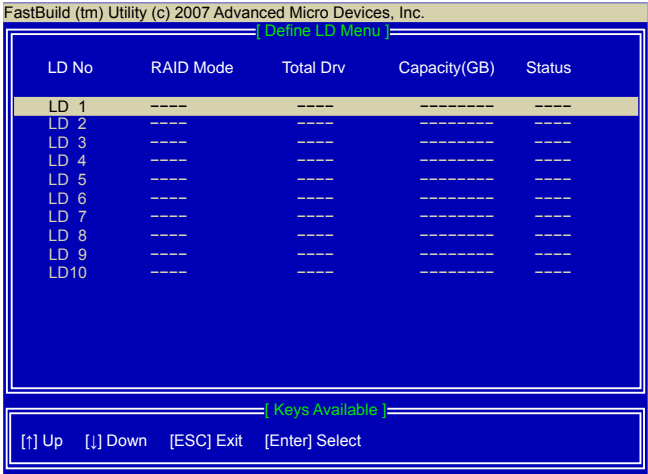 FastBuild (tm) Utility (c) 2007 Advanced Micro Devices, Inc.
[ Define LD Menu ]
LD No RAID Mode Total Drv Capacity(GB) Status
LD 1 ---- ---- -------- ----
LD 2 ---- ---- -------- ----
LD 3 ---- ---- -------- ----
LD 4 ---- ---- -------- ----
LD 5 ---- ---- -------- ----
LD 6 ---- ---- -------- ----
LD 7 ---- ---- -------- ----
LD 8 ---- ---- -------- ----
LD 9 ---- ---- -------- ----
LD10 ---- ---- -------- ----
[ Keys Available ]
[↑] Up [↓] Down [ESC] Exit [Enter] Select